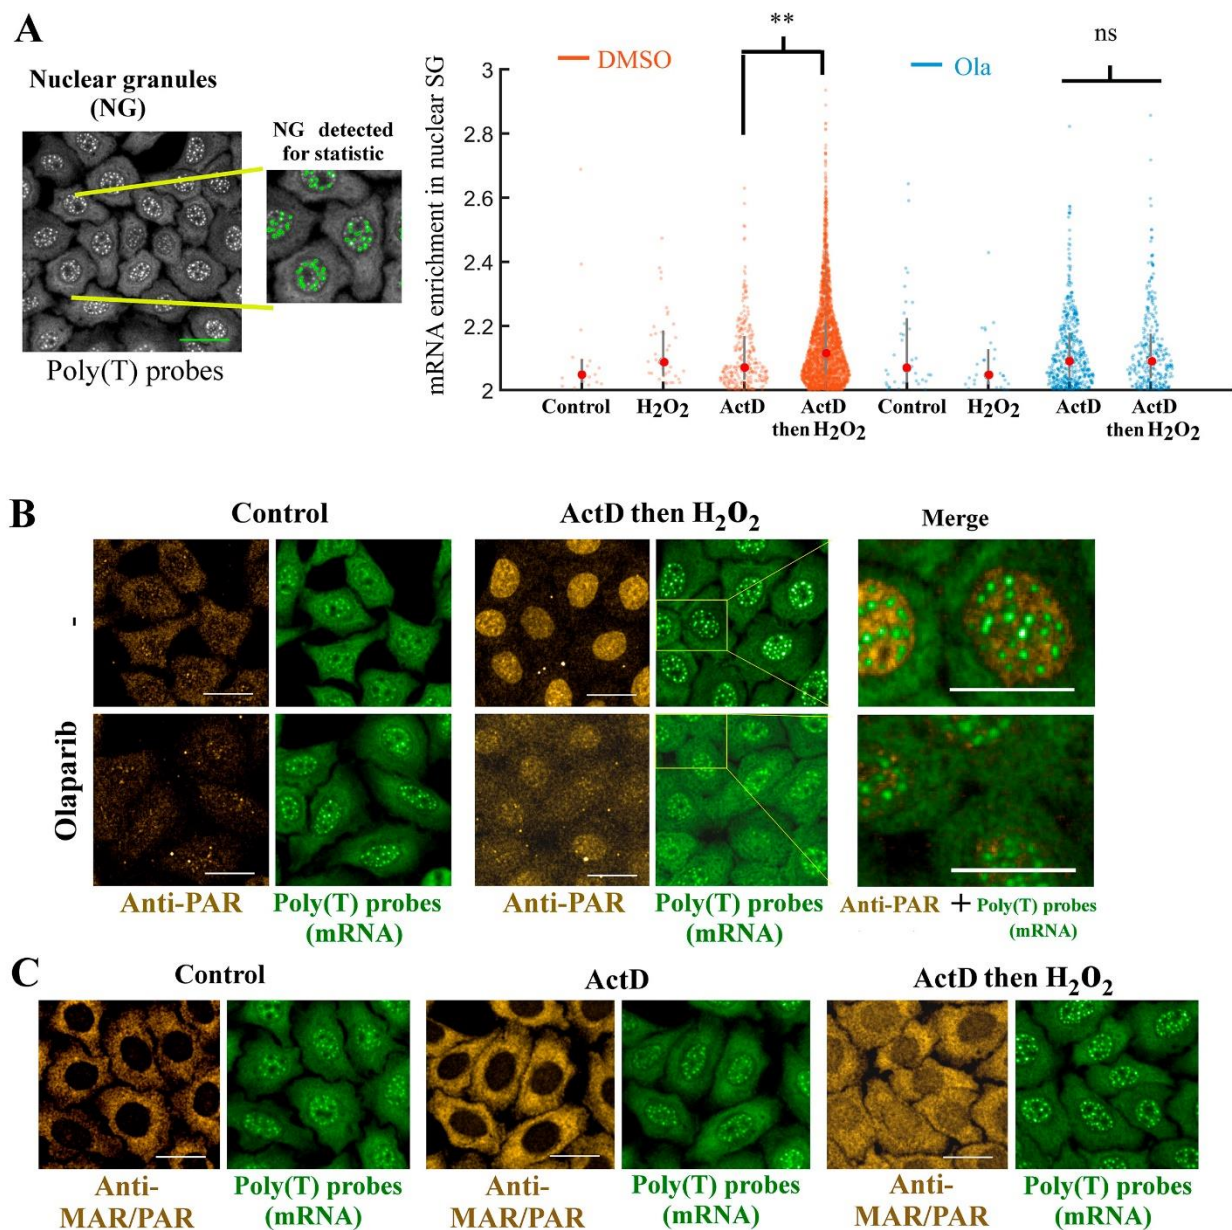 A
Nuclear granules
(NG)
NG detected
for statistic
Poly(T) probes
mRNA enrichment in nuclear SG
3
2.8
2.6
2.4
2.2
2
DMSO
**
Ola
ns
Control
H2O2
ActD
ActD
then H2O2
Control
H2O2
ActD
ActD
then H2O2
B
Control
ActD then H2O2
Merge
-
Olaparib
Anti-PAR
Poly(T) probes
(mRNA)
Anti-PAR
Poly(T) probes
(mRNA)
Anti-PAR + Poly(T) probes
(mRNA)
C
Control
ActD
ActD then H2O2
Anti-
MAR/PAR
Poly(T) probes
(mRNA)
Anti-
MAR/PAR
Poly(T) probes
(mRNA)
Anti-
MAR/PAR
Poly(T) probes
(mRNA)